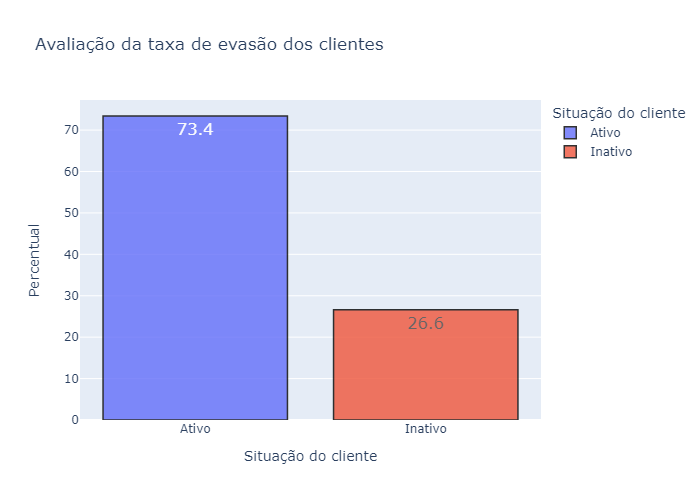 Avaliação da taxa de evasão dos clientes
Situação do cliente
Ativo
Inativo
Percentual
70
60
50
40
30
20
10
0
73.4
26.6
Ativo
Inativo
Situação do cliente